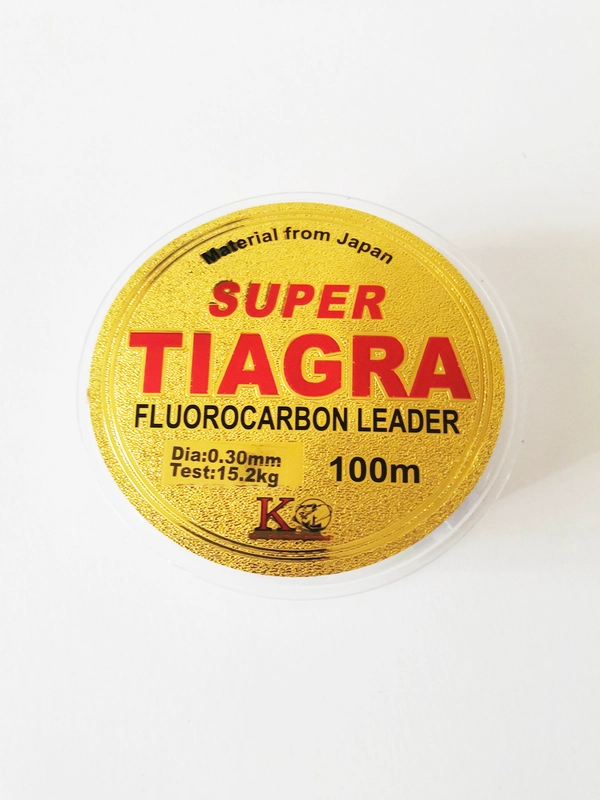 Material from Japan
SUPER
TIAGRA
FLUOROCARBON LEADER
Dia:0.30mm
Test:15.2kg
100m
K